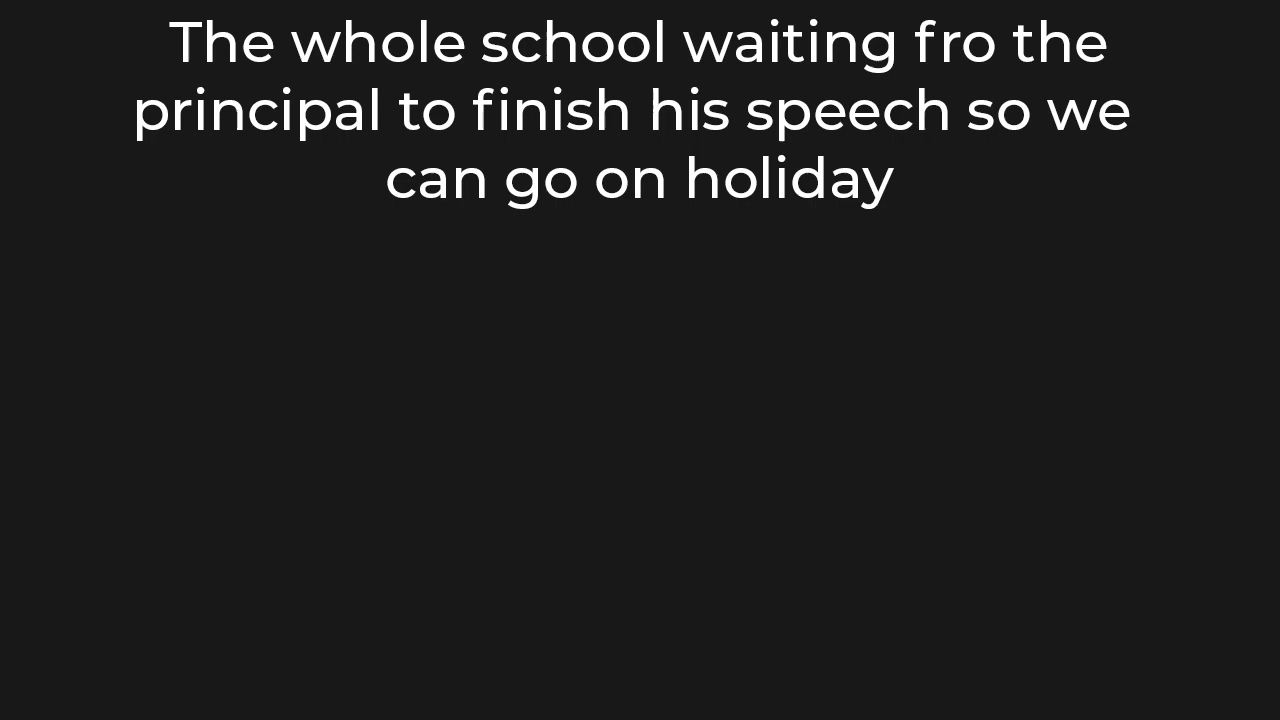 The whole school waiting fro the
principal to finish his speech so we
can go on holiday